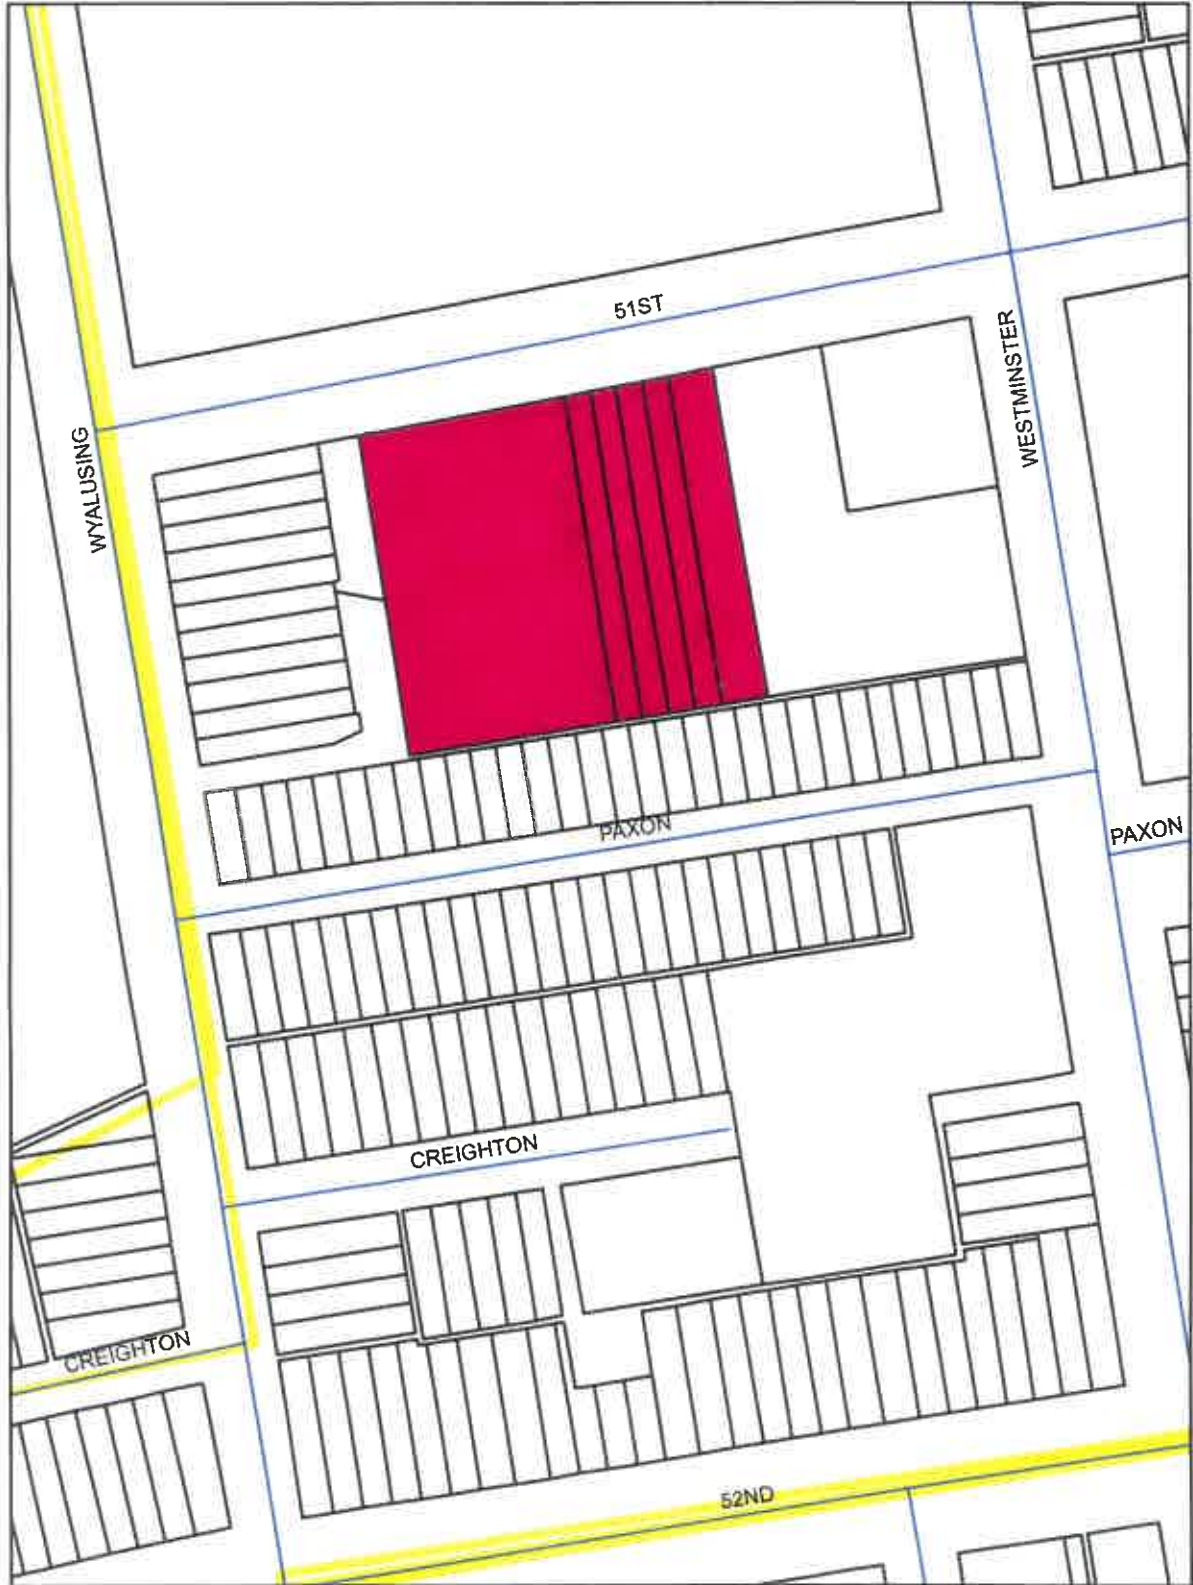 51ST
WESTMINSTER
WYALUSING
PAXON
PAXON
CREIGHTON
CREIGHTON
52ND